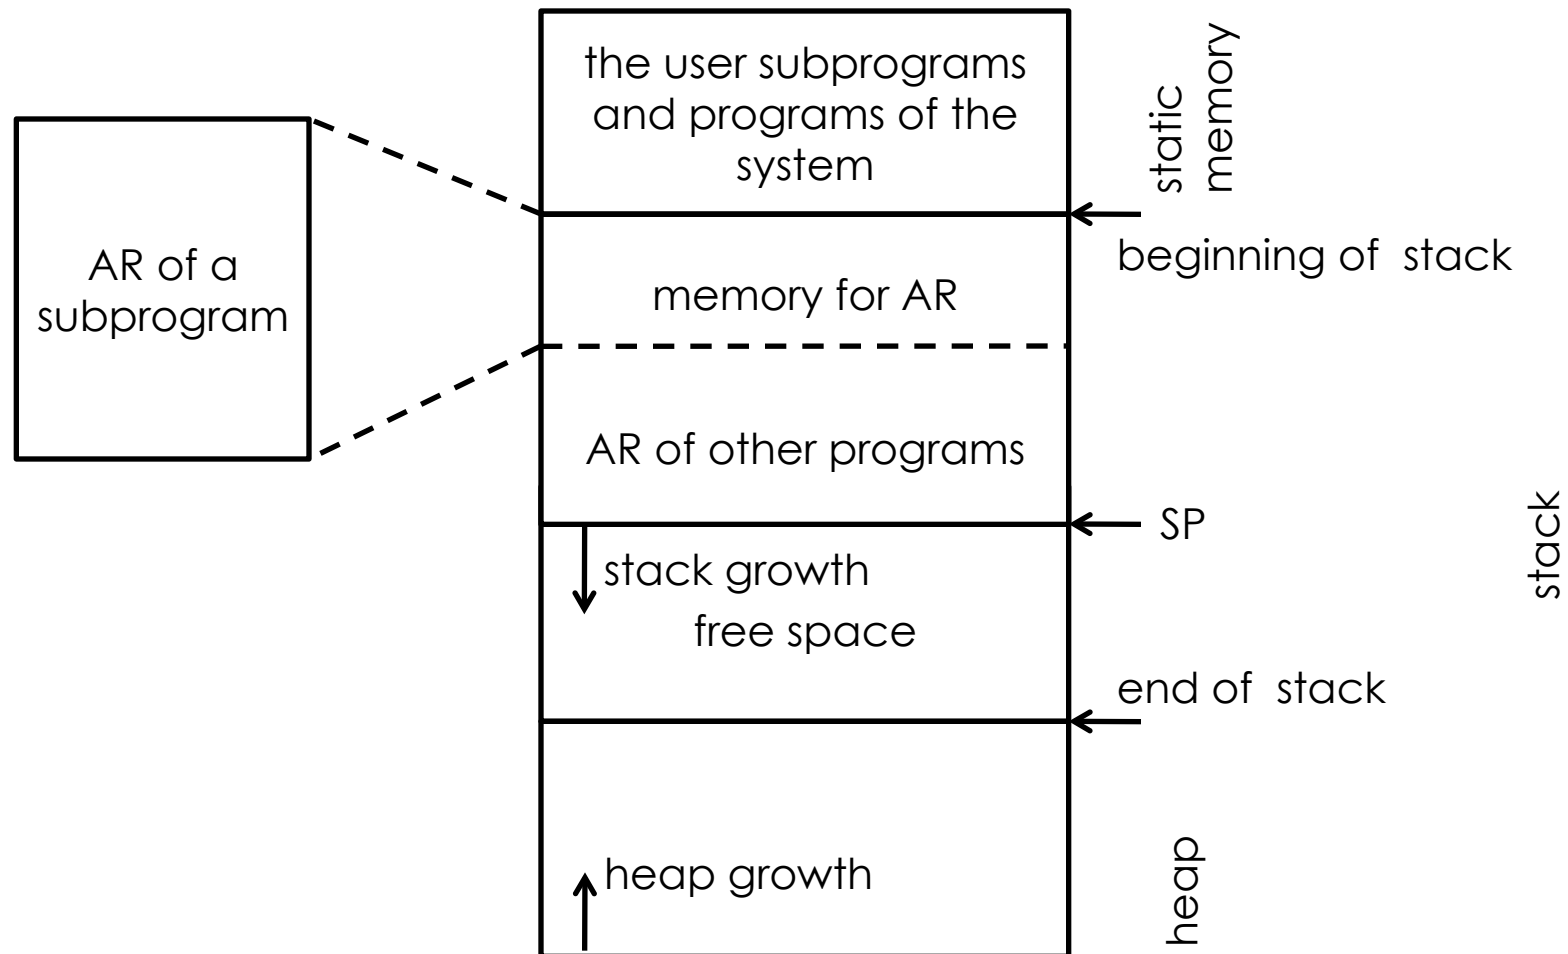 the user subprograms
and programs of the
system
static
memory
beginning of stack
AR of a
subprogram
memory for AR
AR of other programs
SP
stack
stack growth
free space
end of stack
heap growth
heap